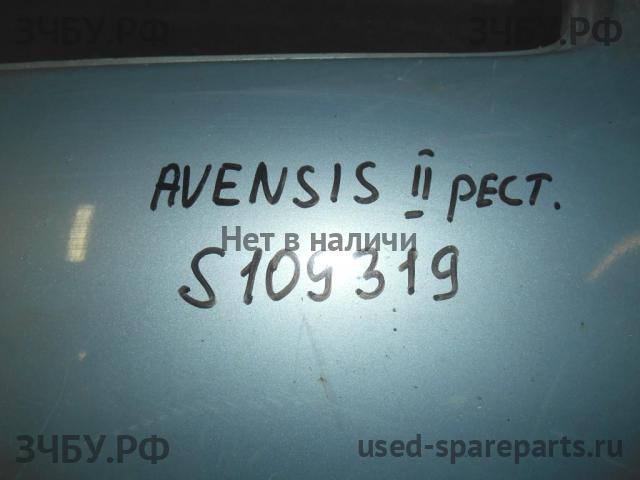 ЗЧБУ.РФ ЗЧБУ.РФ
AVENSIS II рест.
Нет в наличи
S109319
ЗЧБУ.РФ used-spareparts.ru